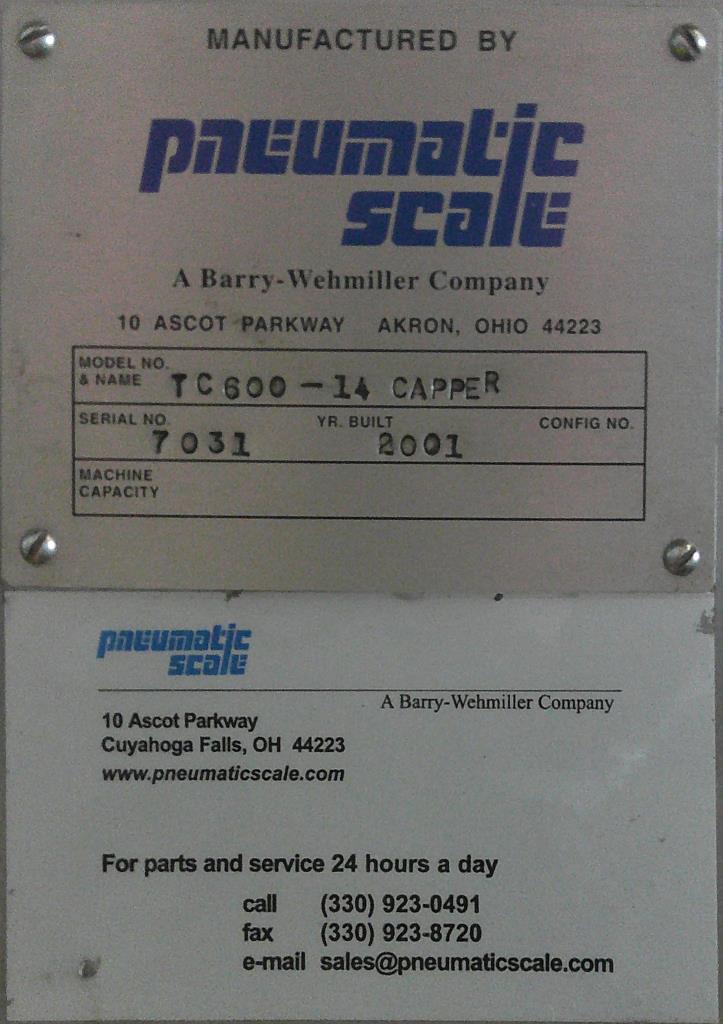 MANUFACTURED BY
pneumatic
scale
A Barry-Wehmiller Company
10 ASCOT PARKWAY AKRON, OHIO 44223
MODEL NO.
& NAME TC600-14 CAPPER
SERIAL NO. YR. BUILT CONFIG NO.
7031 2001
MACHINE
CAPACITY
pneumatic
scale
A Barry-Wehmiller Company
10 Ascot Parkway
Cuyahoga Falls, OH 44223
www.pneumaticscale.com
For parts and service 24 hours a day
call (330) 923-0491
fax (330) 923-8720
e-mail sales@pneumaticscale.com